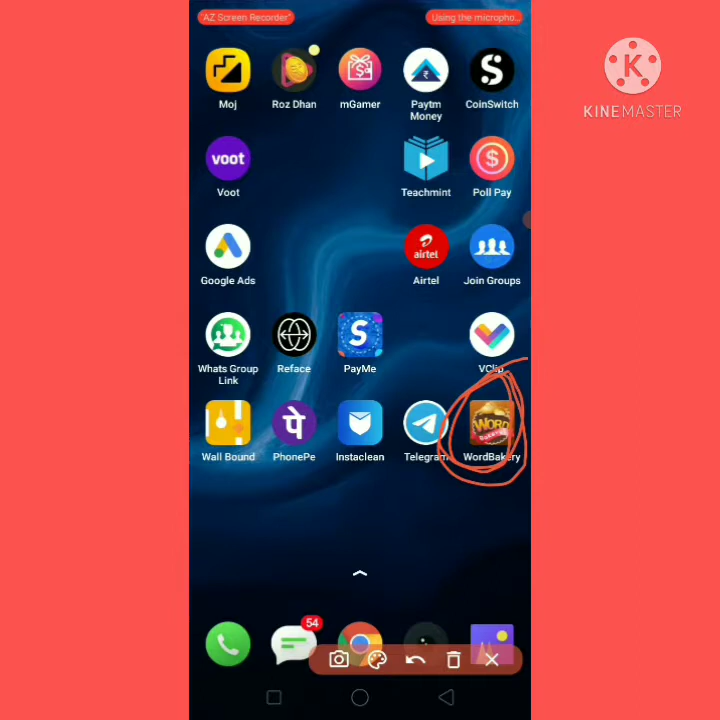 "AZ Screen Recorder"
Using the micropho...
K
KINEMASTER
Moj
Roz Dhan
mGamer
Paytm Money
CoinSwitch
voot
Voot
Teachmint
Poll Pay
airtel
Google Ads
Airtel
Join Groups
Whats Group Link
Reface
PayMe
VClip
WORD
Bakery
पे
Wall Bound
PhonePe
Instaclean
Telegram
WordBakery
54